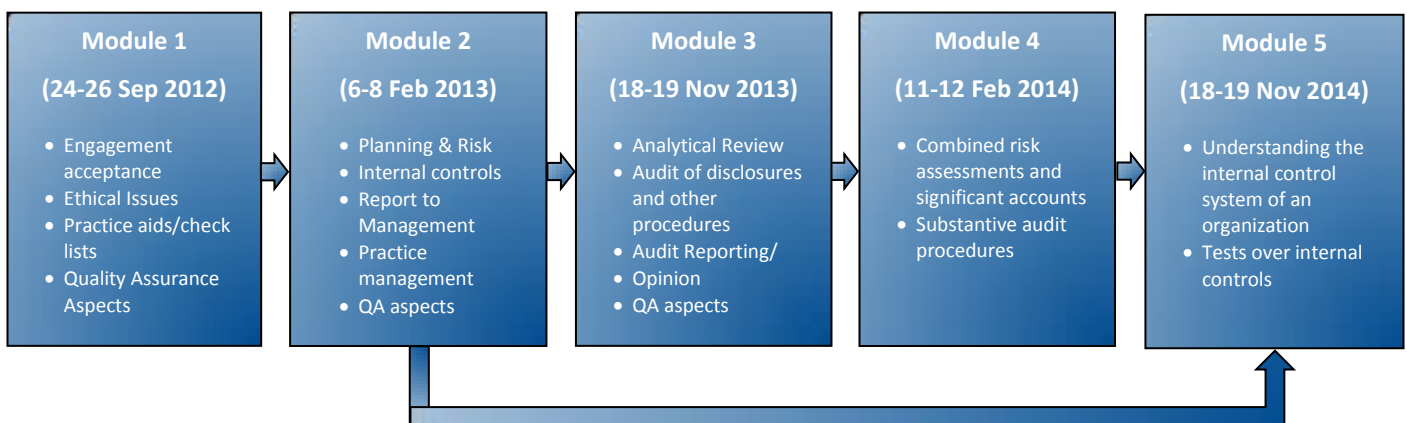 Module 1
(24-26 Sep 2012)
• Engagement
acceptance
• Ethical Issues
• Practice aids/check
lists
• Quality Assurance
Aspects
Module 2
(6-8 Feb 2013)
• Planning & Risk
• Internal controls
• Report to
Management
• Practice
management
• QA aspects
Module 3
(18-19 Nov 2013)
• Analytical Review
• Audit of disclosures
and other
procedures
• Audit Reporting/
• Opinion
• QA aspects
Module 4
(11-12 Feb 2014)
• Combined risk
assessments and
significant accounts
• Substantive audit
procedures
Module 5
(18-19 Nov 2014)
• Understanding the
internal control
system of an
organization
• Tests over internal
controls